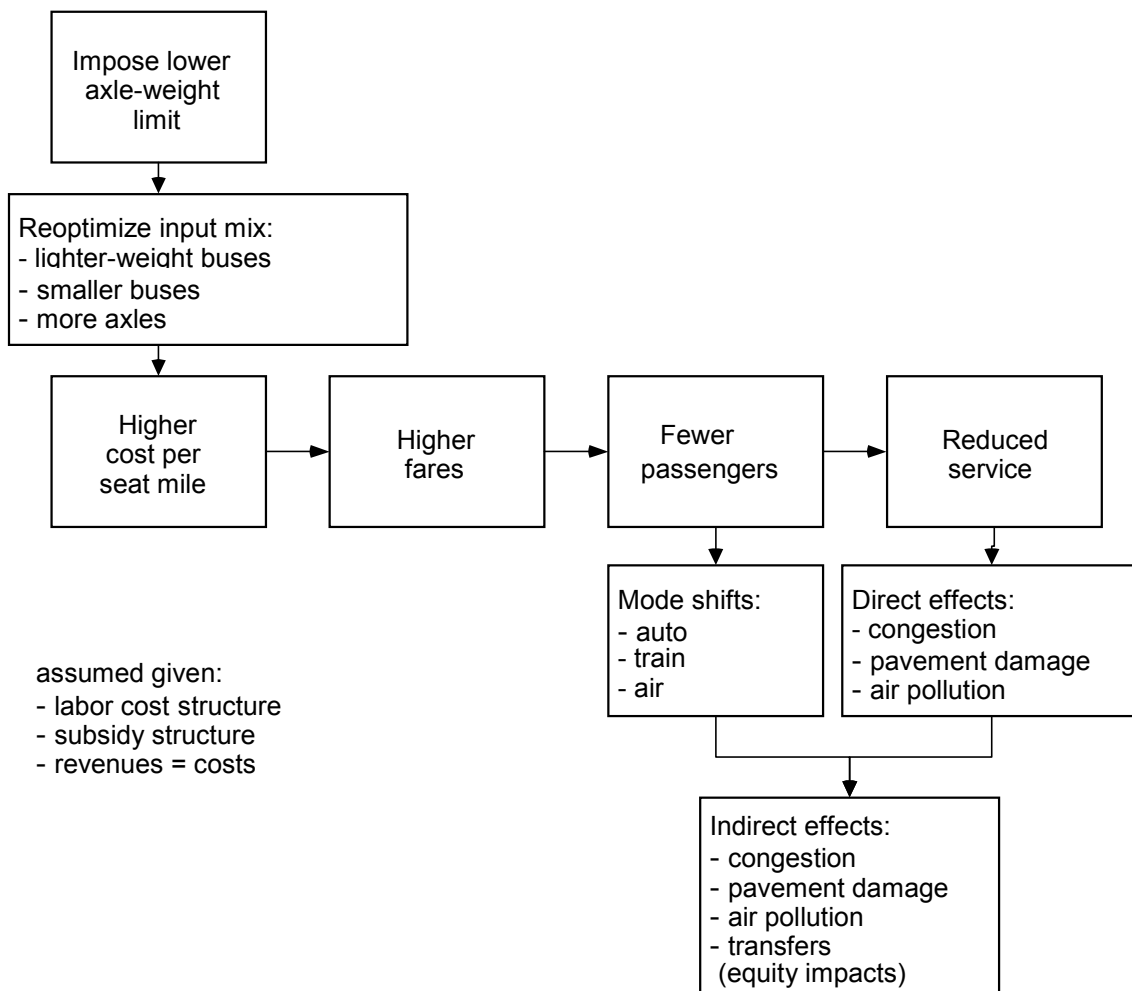 Impose lower
axle-weight
limit
Reoptimize input mix:
- lighter-weight buses
- smaller buses
- more axles
Higher
cost per
seat mile
Higher
fares
Fewer
passengers
Reduced
service
Mode shifts:
- auto
- train
- air
Direct effects:
- congestion
- pavement damage
- air pollution
assumed given:
- labor cost structure
- subsidy structure
- revenues = costs
Indirect effects:
- congestion
- pavement damage
- air pollution
- transfers
(equity impacts)